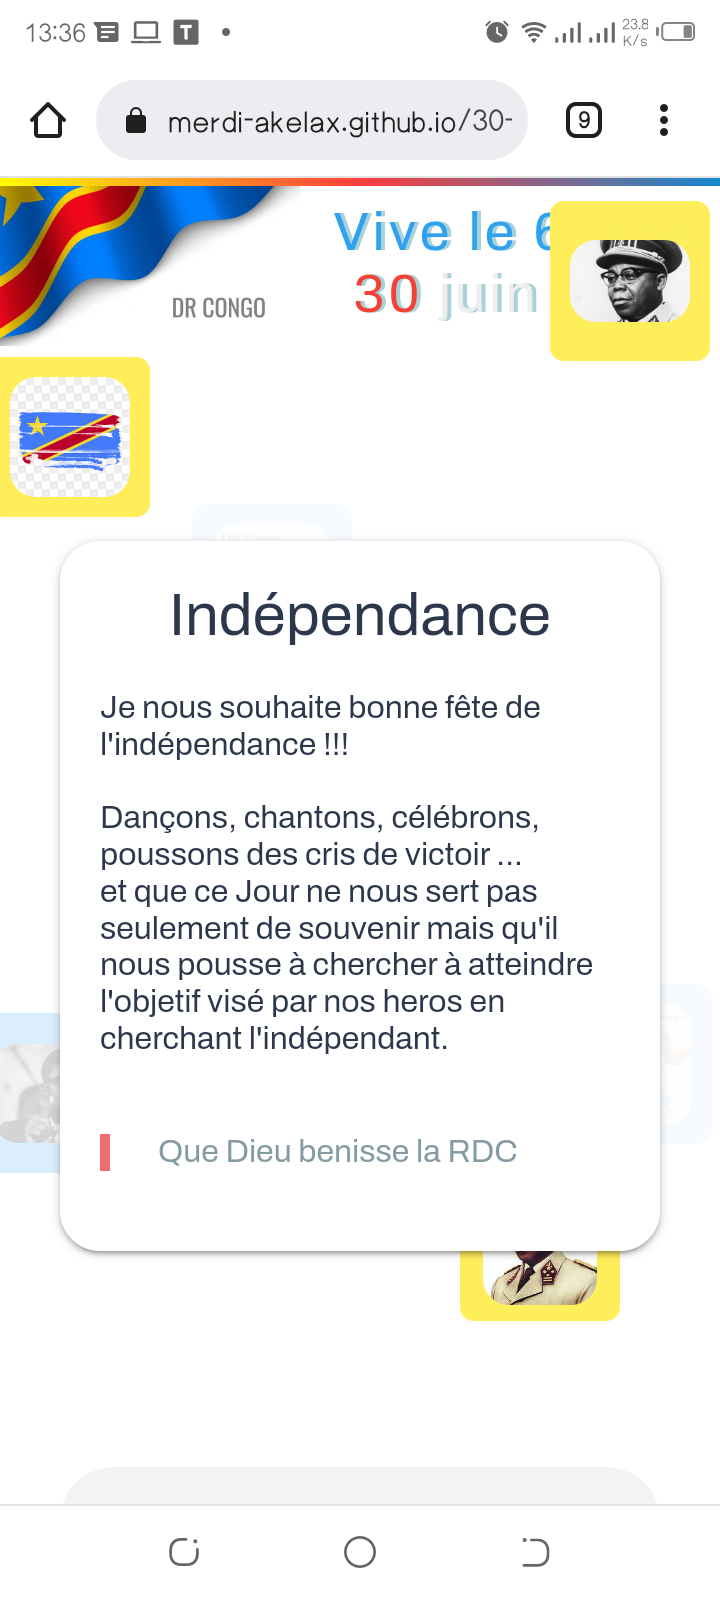 13:36
23.8
K/s
merdi-akelax.github.io/30-
9
Vive le
30 juin
DR CONGO
Indépendance
Je nous souhaite bonne fête de
l'indépendance !!!
Dançons, chantons, célébrons,
poussons des cris de victoir ...
et que ce Jour ne nous sert pas
seulement de souvenir mais qu'il
nous pousse à chercher à atteindre
l'objetif visé par nos heros en
cherchant l'indépendant.
Que Dieu benisse la RDC